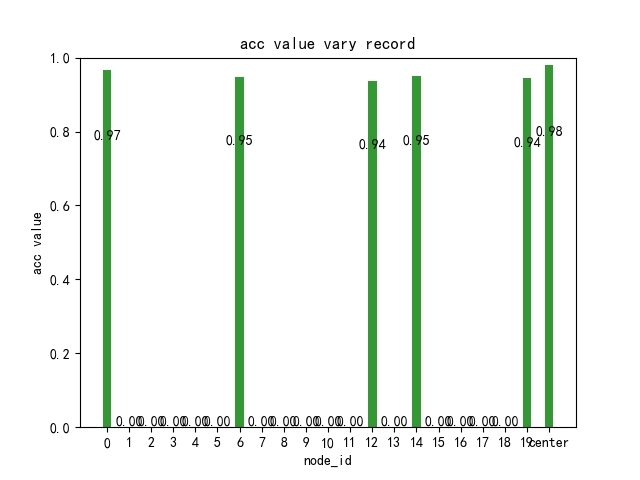 acc value vary record
1.0
0.8
0.6
0.4
0.2
0.0
acc value
0.97 0.00 0.00 0.00 0.00 0.00 0.95 0.00 0.00 0.00 0.00 0.00 0.94 0.00 0.95 0.00 0.00 0.00 0.00 0.94 0.98
0 1 2 3 4 5 6 7 8 9 10 11 12 13 14 15 16 17 18 19 center
node_id